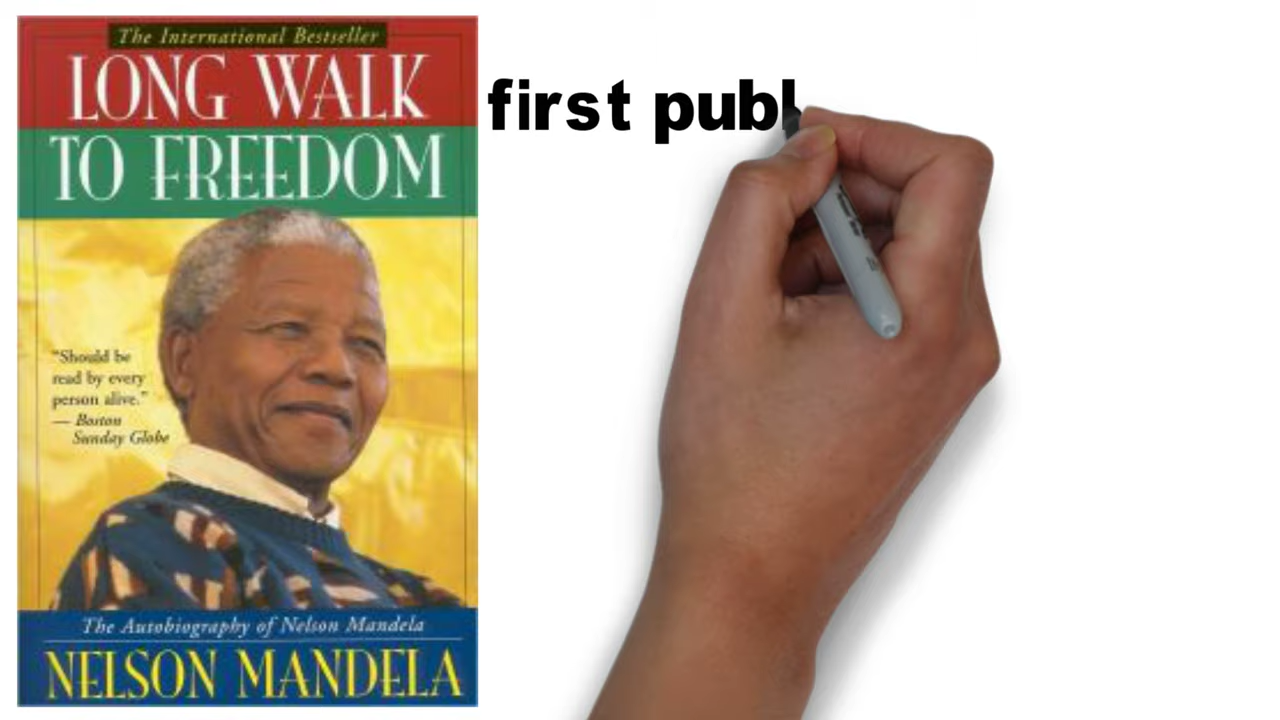 The International Bestseller
LONG WALK
TO FREEDOM
"Should be
read by every
person alive."
— Boston
Sunday Globe
The Autobiography of Nelson Mandela
NELSON MANDELA
first publ